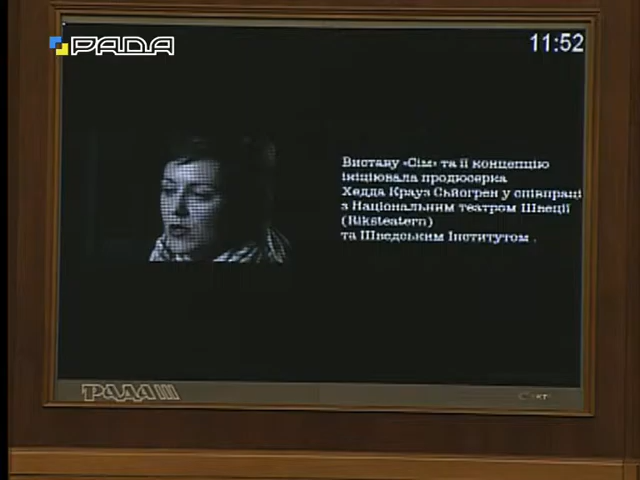 РАДА
11:52
Виставу «Сім» та її концепцію
ініціювала продюсерка
Хедда Крауз Сьйогрен у співпраці
з Національним театром Швеції
(Riksteatern)
та Шведським Інститутом .
РАДА III